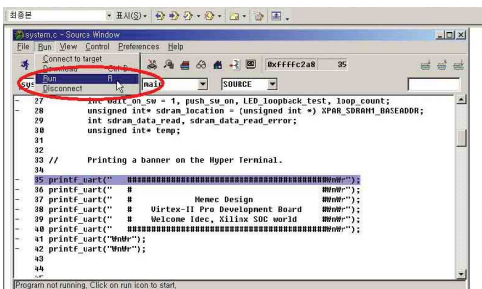 최종본
표시(S)
system.c - Source Window
File Edit View Control Preferences Help
Connect to target
Download Ctrl-D
Run R
Disconnect
main
SOURCE
0xffffc2a8 35
27 int wait_on_sw = 1, push_sw_on, LED_loopback_test, loop_count;
- 28 unsigned int* sdram_location = (unsigned int *) XPAR_SDRAM1_BASEADDR;
29 int sdram_data_read, sdram_data_read_error;
30 unsigned int* temp;
31
32
33 // Printing a banner on the Hyper Terminal.
34
35 printf_uart(" ##########################################₩n₩r");
- 36 printf_uart(" # #₩n₩r");
- 37 printf_uart(" # Nemec Design #₩n₩r");
- 38 printf_uart(" # Virtex-II Pro Development Board #₩n₩r");
- 39 printf_uart(" # Welcome Idec, Xilinx SOC world #₩n₩r");
- 40 printf_uart(" ##########################################₩n₩r");
- 41 printf_uart("₩n₩r");
- 42 printf_uart("₩n₩r");
43
44
Program not running. Click on run icon to start.